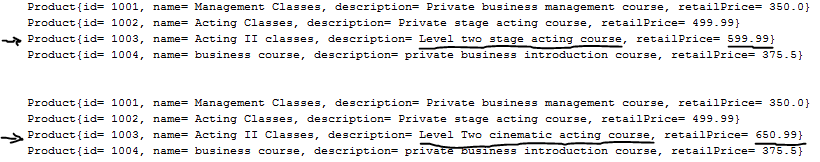 Product{id= 1001, name= Management Classes, description= Private business management course, retailPrice= 350.0}
Product{id= 1002, name= Acting Classes, description= Private stage acting course, retailPrice= 499.99}
Product{id= 1003, name= Acting II classes, description= Level two stage acting course, retailPrice= 599.99}
Product{id= 1004, name= business course, description= private business introduction course, retailPrice= 375.5}
Product{id= 1001, name= Management Classes, description= Private business management course, retailPrice= 350.0}
Product{id= 1002, name= Acting Classes, description= Private stage acting course, retailPrice= 499.99}
Product{id= 1003, name= Acting II Classes, description= Level Two cinematic acting course, retailPrice= 650.99}
Product{id= 1004, name= business course, description= private business introduction course, retailPrice= 375.5}